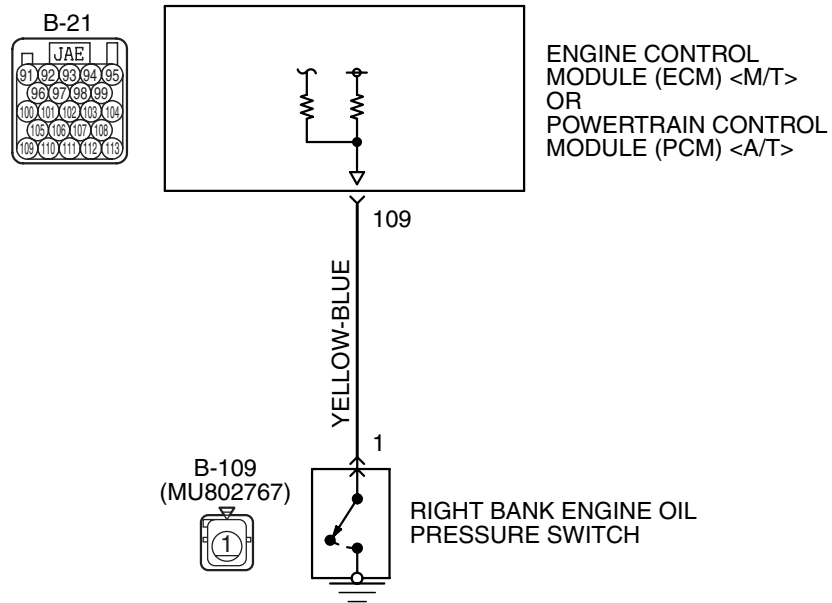 B-21
JAE
91 92 93 94 95
96 97 98 99
100 101 102 103 104
105 106 107 108
109 110 111 112 113
ENGINE CONTROL
MODULE (ECM) <M/T>
OR
POWERTRAIN CONTROL
MODULE (PCM) <A/T>
109
YELLOW-BLUE
1
B-109
(MU802767)
1
RIGHT BANK ENGINE OIL
PRESSURE SWITCH